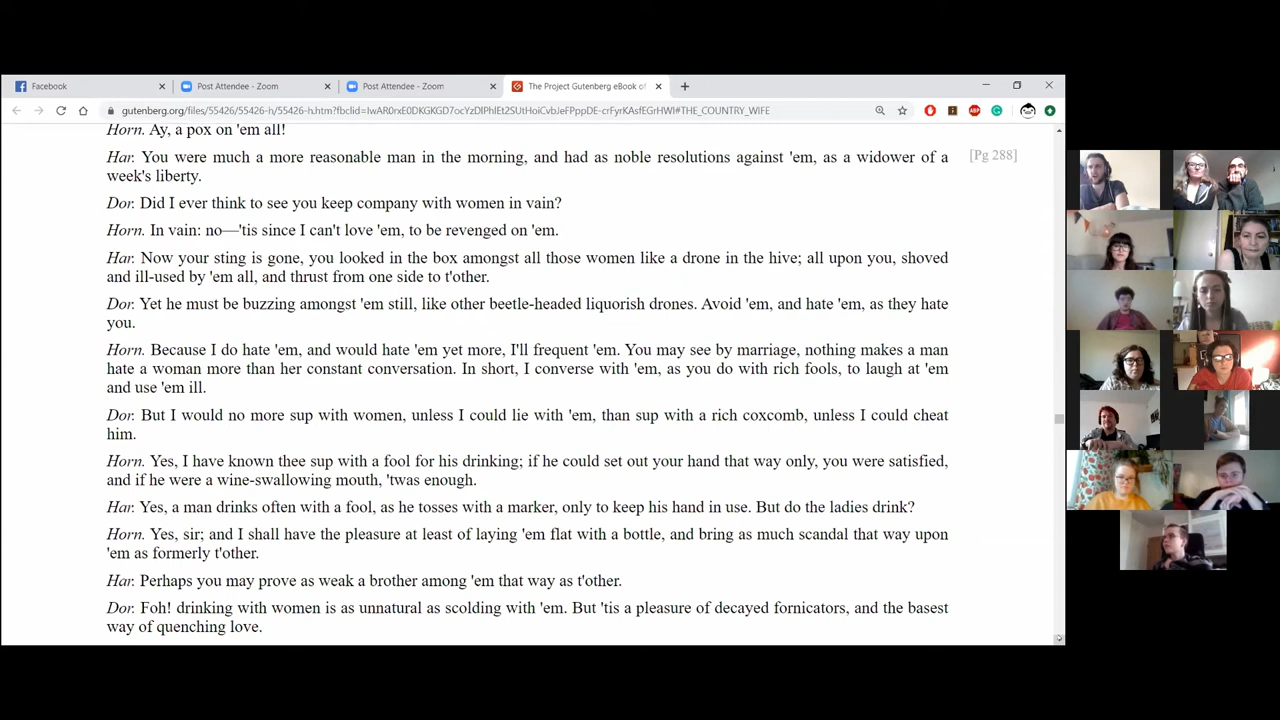 Facebook
Post Attendee - Zoom
Post Attendee - Zoom
The Project Gutenberg eBook of
gutenberg.org/files/55426/55426-h/55426-h.htm?fbclid=IwAR0rxE0DKGKGD7ocYzDlPhlEt2SUtHoiCvbJeFPppDE-crFyrKAsfEGrHWI#THE_COUNTRY_WIFE
ABP
Horn. Ay, a pox on 'em all!
Har. You were much a more reasonable man in the morning, and had as noble resolutions against 'em, as a widower of a
[Pg 288]
week's liberty.
Dor. Did I ever think to see you keep company with women in vain?
Horn. In vain: no—'tis since I can't love 'em, to be revenged on 'em.
Har. Now your sting is gone, you looked in the box amongst all those women like a drone in the hive; all upon you, shoved
and ill-used by 'em all, and thrust from one side to t'other.
Dor. Yet he must be buzzing amongst 'em still, like other beetle-headed liquorish drones. Avoid 'em, and hate 'em, as they hate
you.
Horn. Because I do hate 'em, and would hate 'em yet more, I'll frequent 'em. You may see by marriage, nothing makes a man
hate a woman more than her constant conversation. In short, I converse with 'em, as you do with rich fools, to laugh at 'em
and use 'em ill.
Dor. But I would no more sup with women, unless I could lie with 'em, than sup with a rich coxcomb, unless I could cheat
him.
Horn. Yes, I have known thee sup with a fool for his drinking; if he could set out your hand that way only, you were satisfied,
and if he were a wine-swallowing mouth, 'twas enough.
Har. Yes, a man drinks often with a fool, as he tosses with a marker, only to keep his hand in use. But do the ladies drink?
Horn. Yes, sir; and I shall have the pleasure at least of laying 'em flat with a bottle, and bring as much scandal that way upon
'em as formerly t'other.
Har. Perhaps you may prove as weak a brother among 'em that way as t'other.
Dor. Foh! drinking with women is as unnatural as scolding with 'em. But 'tis a pleasure of decayed fornicators, and the basest
way of quenching love.